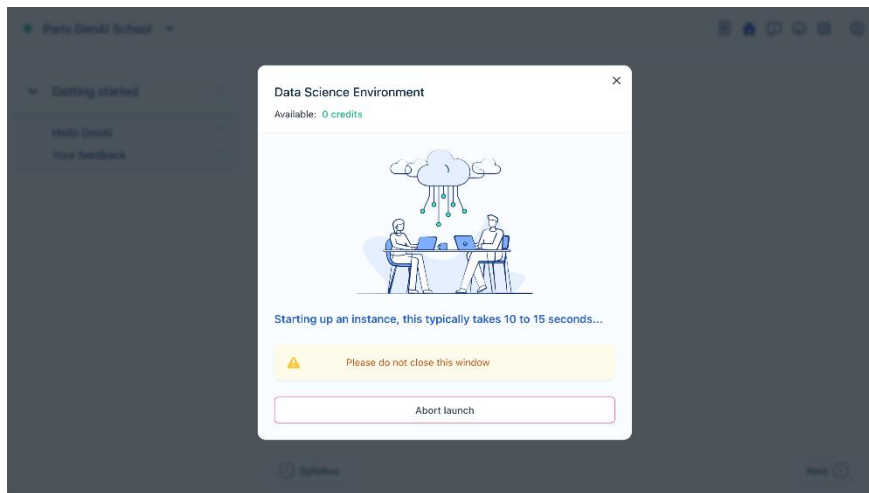 Paris GenAI School
Getting started
Hello GenAI
Your feedback
Data Science Environment
Available: 0 credits
Starting up an instance, this typically takes 10 to 15 seconds...
Please do not close this window
Abort launch
Syllabus
Next